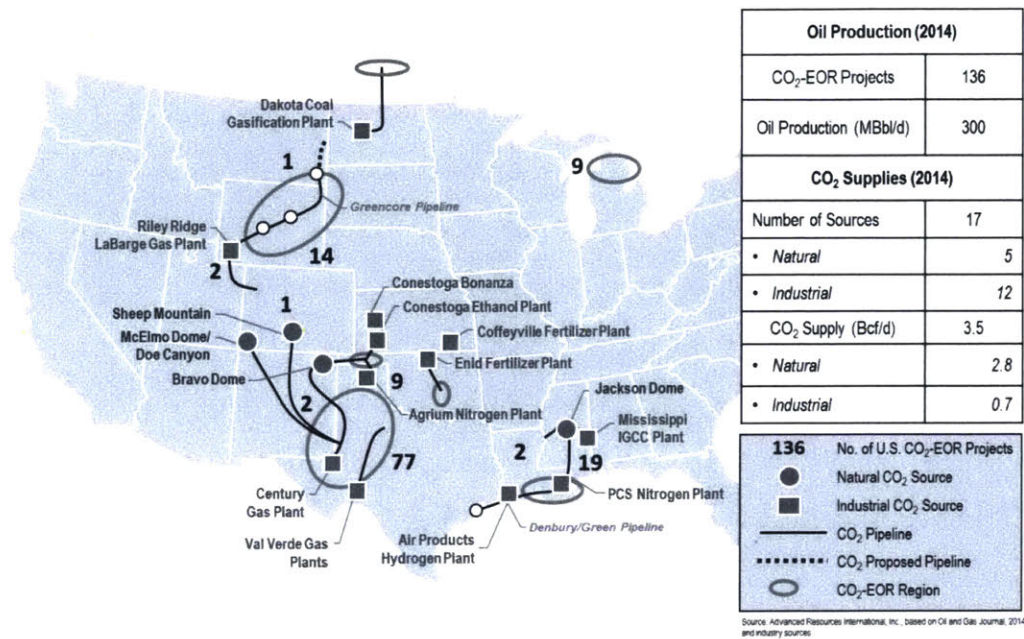 Dakota Coal
Gasification Plant
1
Greencore Pipeline
Riley Ridge
LaBarge Gas Plant
14
2
9
Conestoga Bonanza
Conestoga Ethanol Plant
Coffeyville Fertilizer Plant
Enid Fertilizer Plant
Sheep Mountain
1
McElmo Dome/
Doe Canyon
Bravo Dome
9
2
Agrium Nitrogen Plant
Jackson Dome
Mississippi
IGCC Plant
2
19
77
PCS Nitrogen Plant
Century
Gas Plant
Denbury/Green Pipeline
Val Verde Gas
Plants
Air Products
Hydrogen Plant
Oil Production (2014)
CO₂-EOR Projects 136
Oil Production (MBbl/d) 300
CO₂ Supplies (2014)
Number of Sources 17
• Natural 5
• Industrial 12
CO₂ Supply (Bcf/d) 3.5
• Natural 2.8
• Industrial 0.7
136 No. of U.S. CO₂-EOR Projects
Natural CO₂ Source
Industrial CO₂ Source
CO₂ Pipeline
CO₂ Proposed Pipeline
CO₂-EOR Region
Source: Advanced Resources International, Inc., based on Oil and Gas Journal, 2014
and industry sources